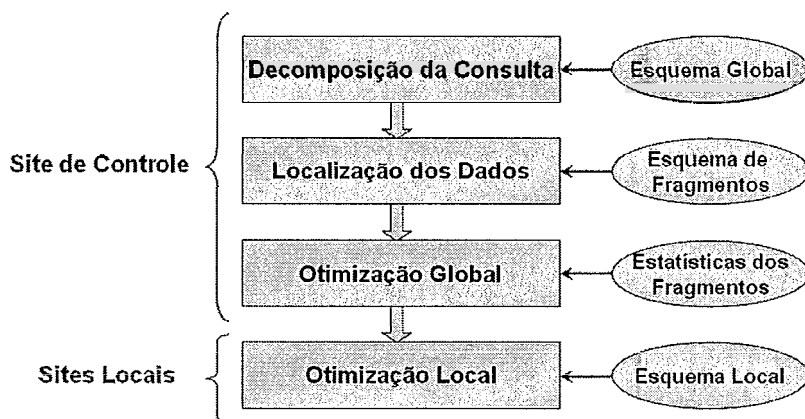 Decomposição da Consulta
Esquema Global
Site de Controle
Localização dos Dados
Esquema de
Fragmentos
Otimização Global
Estatísticas dos
Fragmentos
Sites Locais
Otimização Local
Esquema Local